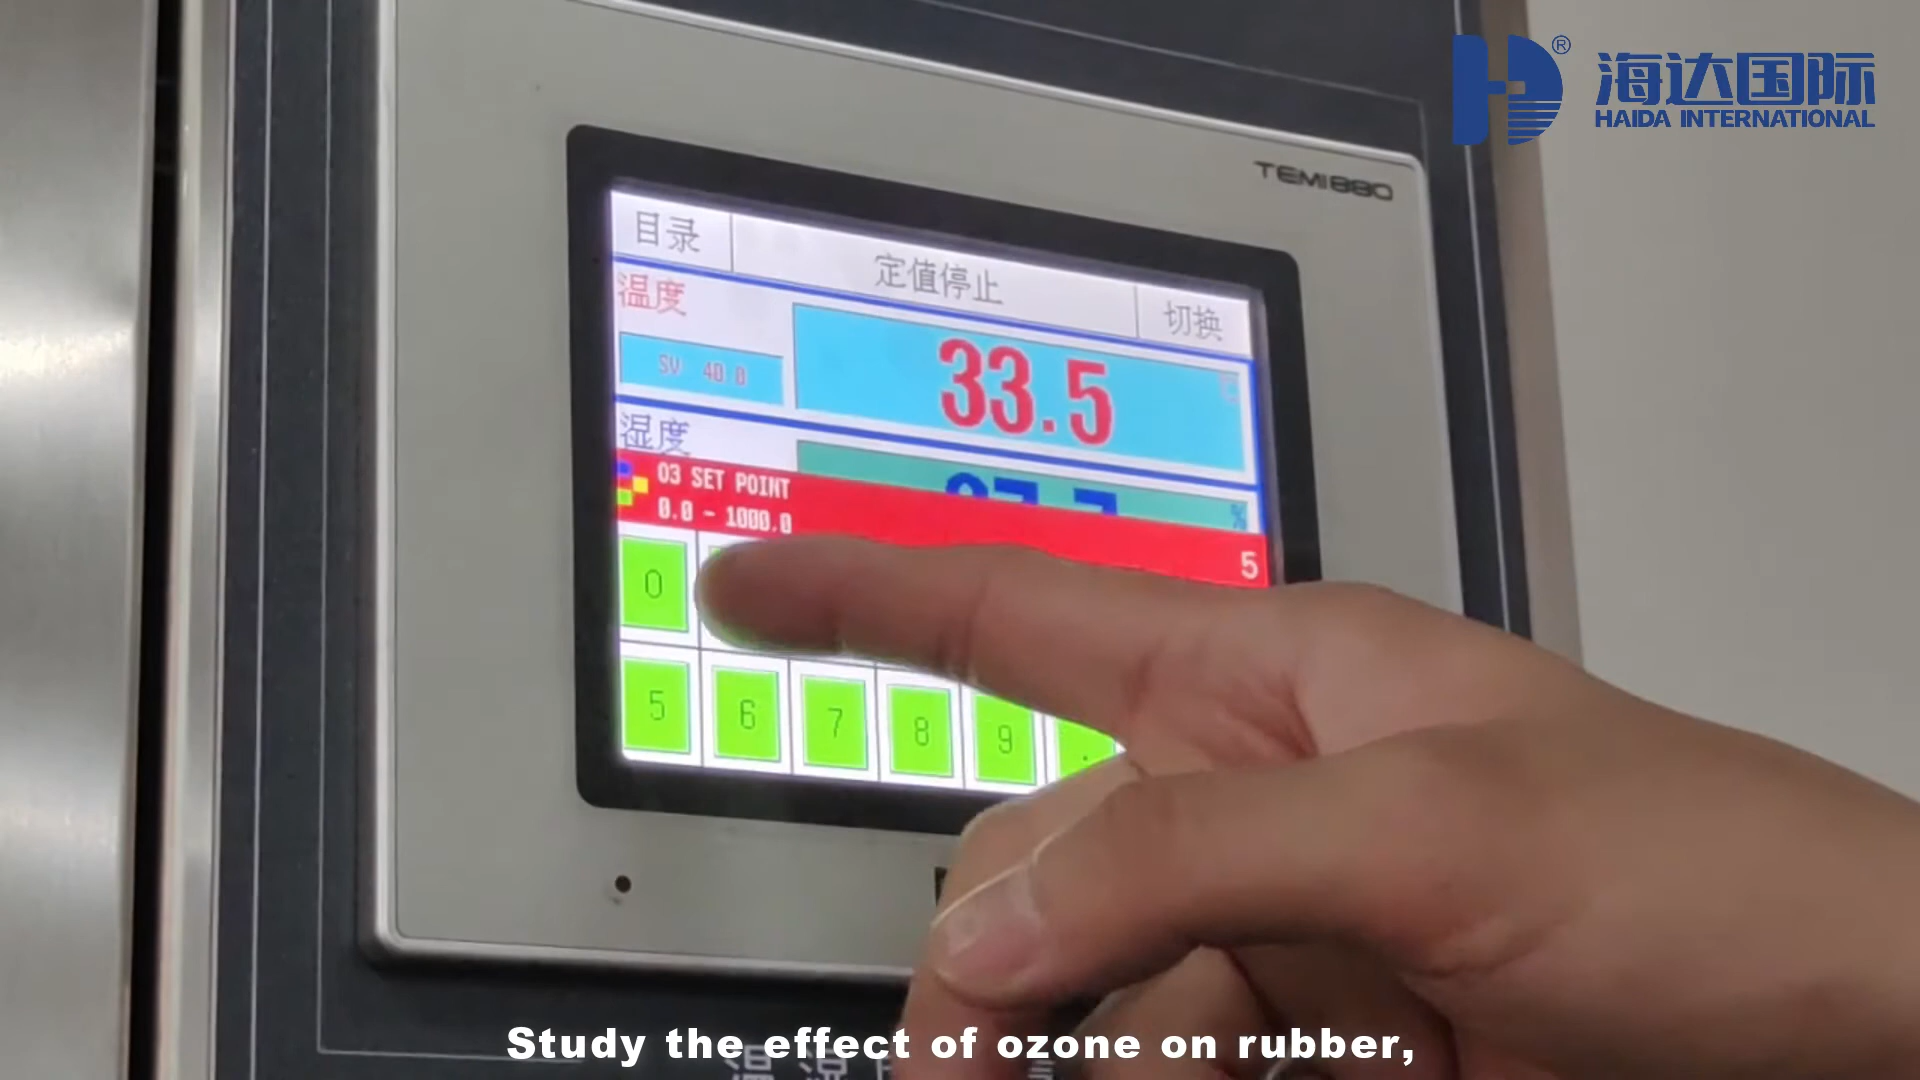 海达国际
HAIDA INTERNATIONAL
TEMI880
目录
定值停止
切换
温度
SV 40.0
33.5
℃
湿度
%
03 SET POINT
0.0 - 1000.0
5
0
5 6 7 8 9 .
Study the effect of ozone on rubber,